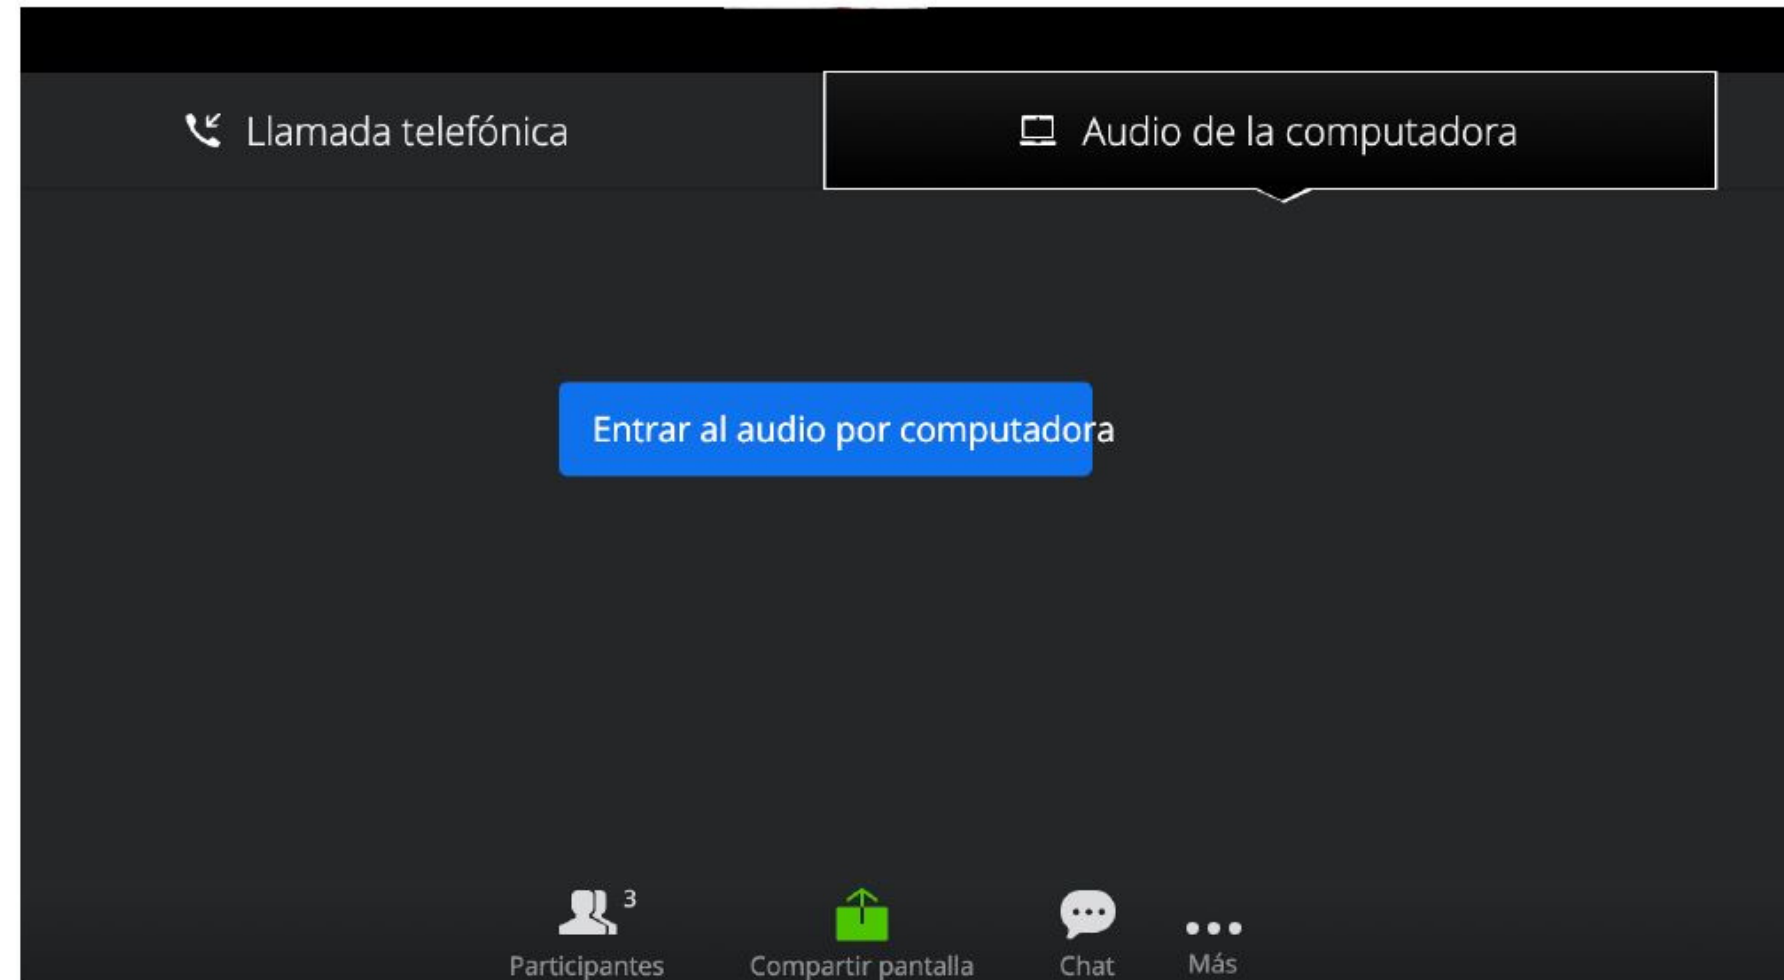 Llamada telefónica
Audio de la computadora
Entrar al audio por computadora
3
Participantes
Compartir pantalla
Chat
Más